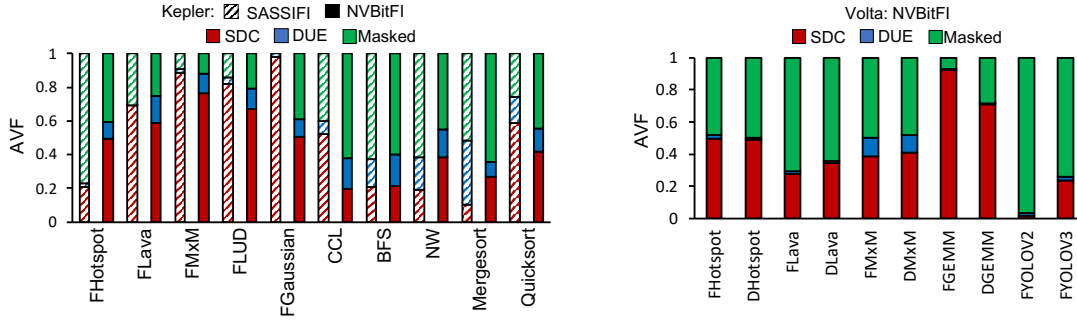 Kepler: SASSIFI NVBitFI
SDC DUE Masked
AVF
1
0.8
0.6
0.4
0.2
0
FHotspot
FLava
FMxM
FLUD
FGaussian
CCL
BFS
NW
Mergesort
Quicksort
Volta: NVBitFI
SDC DUE Masked
AVF
1
0.8
0.6
0.4
0.2
0
FHotspot
DHotspot
FLava
DLava
FMxM
DMxM
FGEMM
DGEMM
FYOLOV2
FYOLOV3